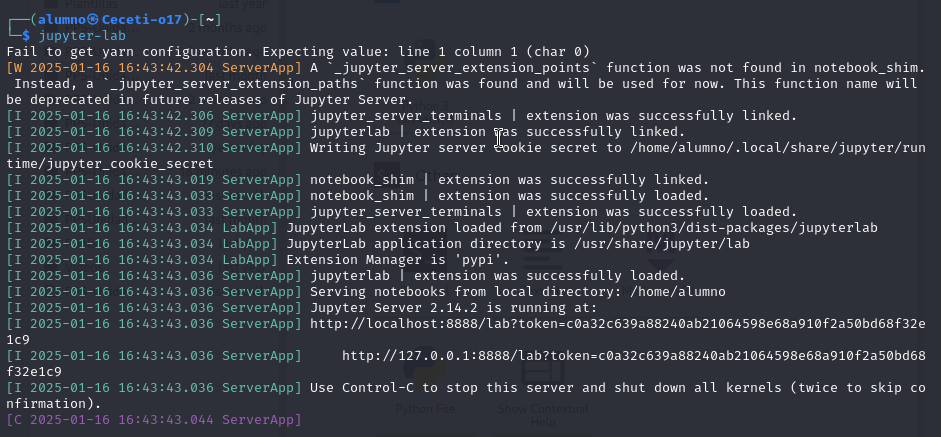 ┌──(alumno㉿Ceceti-o17)-[~]
└─$ jupyter-lab
Fail to get yarn configuration. Expecting value: line 1 column 1 (char 0)
[W 2025-01-16 16:43:42.304 ServerApp] A `_jupyter_server_extension_points` function was not found in notebook_shim.
 Instead, a `_jupyter_server_extension_paths` function was found and will be used for now. This function name will
be deprecated in future releases of Jupyter Server.
[I 2025-01-16 16:43:42.306 ServerApp] jupyter_server_terminals | extension was successfully linked.
[I 2025-01-16 16:43:42.309 ServerApp] jupyterlab | extension was successfully linked.
[I 2025-01-16 16:43:42.310 ServerApp] Writing Jupyter server cookie secret to /home/alumno/.local/share/jupyter/run
time/jupyter_cookie_secret
[I 2025-01-16 16:43:43.019 ServerApp] notebook_shim | extension was successfully linked.
[I 2025-01-16 16:43:43.033 ServerApp] notebook_shim | extension was successfully loaded.
[I 2025-01-16 16:43:43.033 ServerApp] jupyter_server_terminals | extension was successfully loaded.
[I 2025-01-16 16:43:43.034 LabApp] JupyterLab extension loaded from /usr/lib/python3/dist-packages/jupyterlab
[I 2025-01-16 16:43:43.034 LabApp] JupyterLab application directory is /usr/share/jupyter/lab
[I 2025-01-16 16:43:43.034 LabApp] Extension Manager is 'pypi'.
[I 2025-01-16 16:43:43.036 ServerApp] jupyterlab | extension was successfully loaded.
[I 2025-01-16 16:43:43.036 ServerApp] Serving notebooks from local directory: /home/alumno
[I 2025-01-16 16:43:43.036 ServerApp] Jupyter Server 2.14.2 is running at:
[I 2025-01-16 16:43:43.036 ServerApp] http://localhost:8888/lab?token=c0a32c639a88240ab21064598e68a910f2a50bd68f32e
1c9
[I 2025-01-16 16:43:43.036 ServerApp]     http://127.0.0.1:8888/lab?token=c0a32c639a88240ab21064598e68a910f2a50bd68
f32e1c9
[I 2025-01-16 16:43:43.036 ServerApp] Use Control-C to stop this server and shut down all kernels (twice to skip co
nfirmation).
[C 2025-01-16 16:43:43.044 ServerApp]
Python File
Show Contextual
Help